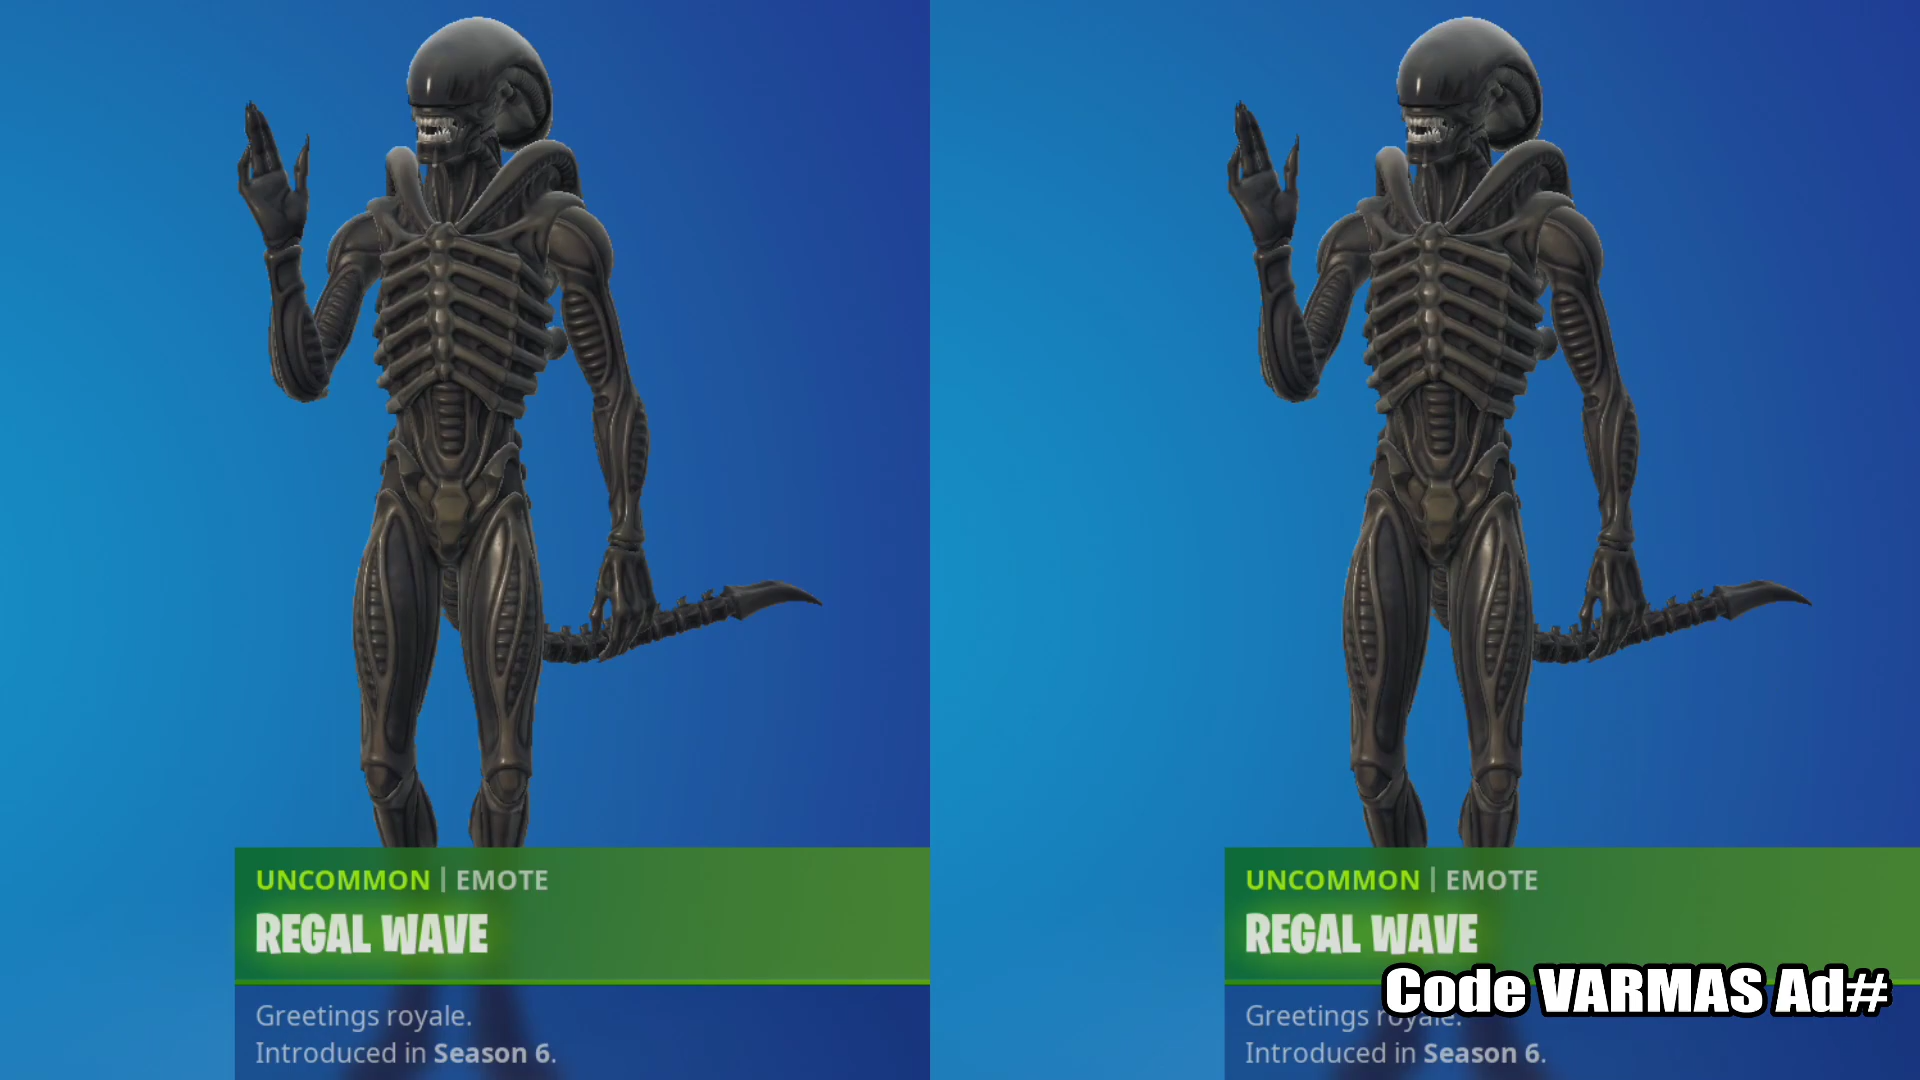 UNCOMMON | EMOTE
REGAL WAVE
Greetings royale.
Introduced in Season 6.
UNCOMMON | EMOTE
REGAL WAVE
Code VARMAS Ad#
Greetings royale.
Introduced in Season 6.